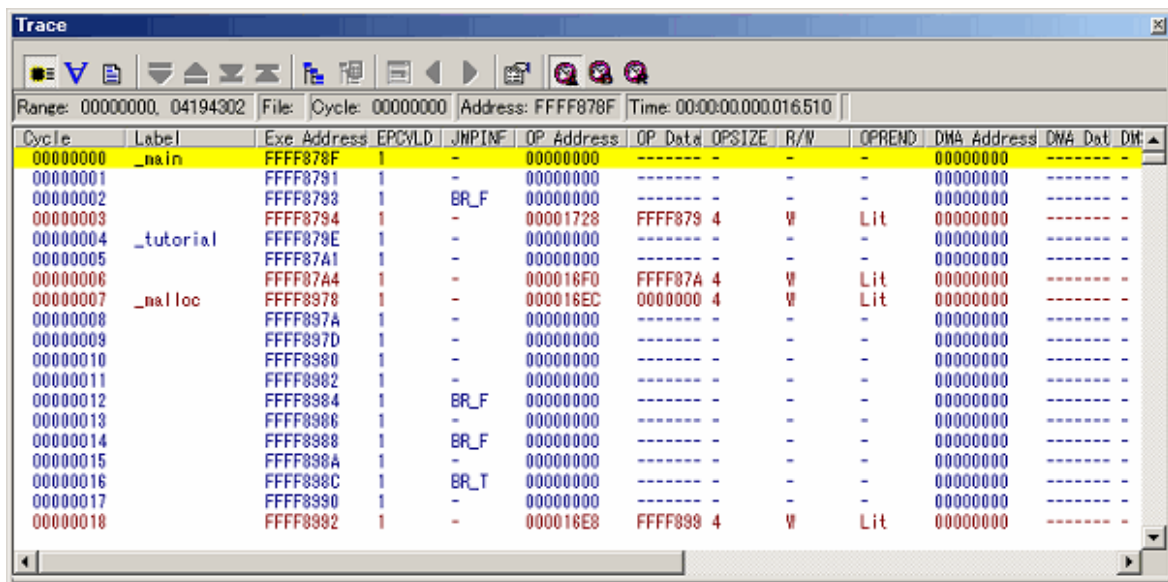 Trace
Range: 00000000, 04194302 File: Cycle: 00000000 Address: FFFF878F Time: 00:00:00.000.016.510
Cycle Label Exe Address EPCVLD JMPINF OP Address OP Data OPSIZE R/W OPREND DMA Address DMA Dat DM
00000000 _main FFFF878F 1 - 00000000 ------- - - - 00000000 ------- -
00000001 FFFF8791 1 - 00000000 ------- - - - 00000000 ------- -
00000002 FFFF8793 1 BR_F 00000000 ------- - - - 00000000 ------- -
00000003 FFFF8794 1 - 00001728 FFFF879 4 W Lit 00000000 ------- -
00000004 _tutorial FFFF879E 1 - 00000000 ------- - - - 00000000 ------- -
00000005 FFFF87A1 1 - 00000000 ------- - - - 00000000 ------- -
00000006 FFFF87A4 1 - 000016F0 FFFF87A 4 W Lit 00000000 ------- -
00000007 _malloc FFFF8978 1 - 000016EC 0000000 4 W Lit 00000000 ------- -
00000008 FFFF897A 1 - 00000000 ------- - - - 00000000 ------- -
00000009 FFFF897D 1 - 00000000 ------- - - - 00000000 ------- -
00000010 FFFF8980 1 - 00000000 ------- - - - 00000000 ------- -
00000011 FFFF8982 1 - 00000000 ------- - - - 00000000 ------- -
00000012 FFFF8984 1 BR_F 00000000 ------- - - - 00000000 ------- -
00000013 FFFF8986 1 - 00000000 ------- - - - 00000000 ------- -
00000014 FFFF8988 1 BR_F 00000000 ------- - - - 00000000 ------- -
00000015 FFFF898A 1 - 00000000 ------- - - - 00000000 ------- -
00000016 FFFF898C 1 BR_T 00000000 ------- - - - 00000000 ------- -
00000017 FFFF8990 1 - 00000000 ------- - - - 00000000 ------- -
00000018 FFFF8992 1 - 000016E8 FFFF899 4 W Lit 00000000 ------- -